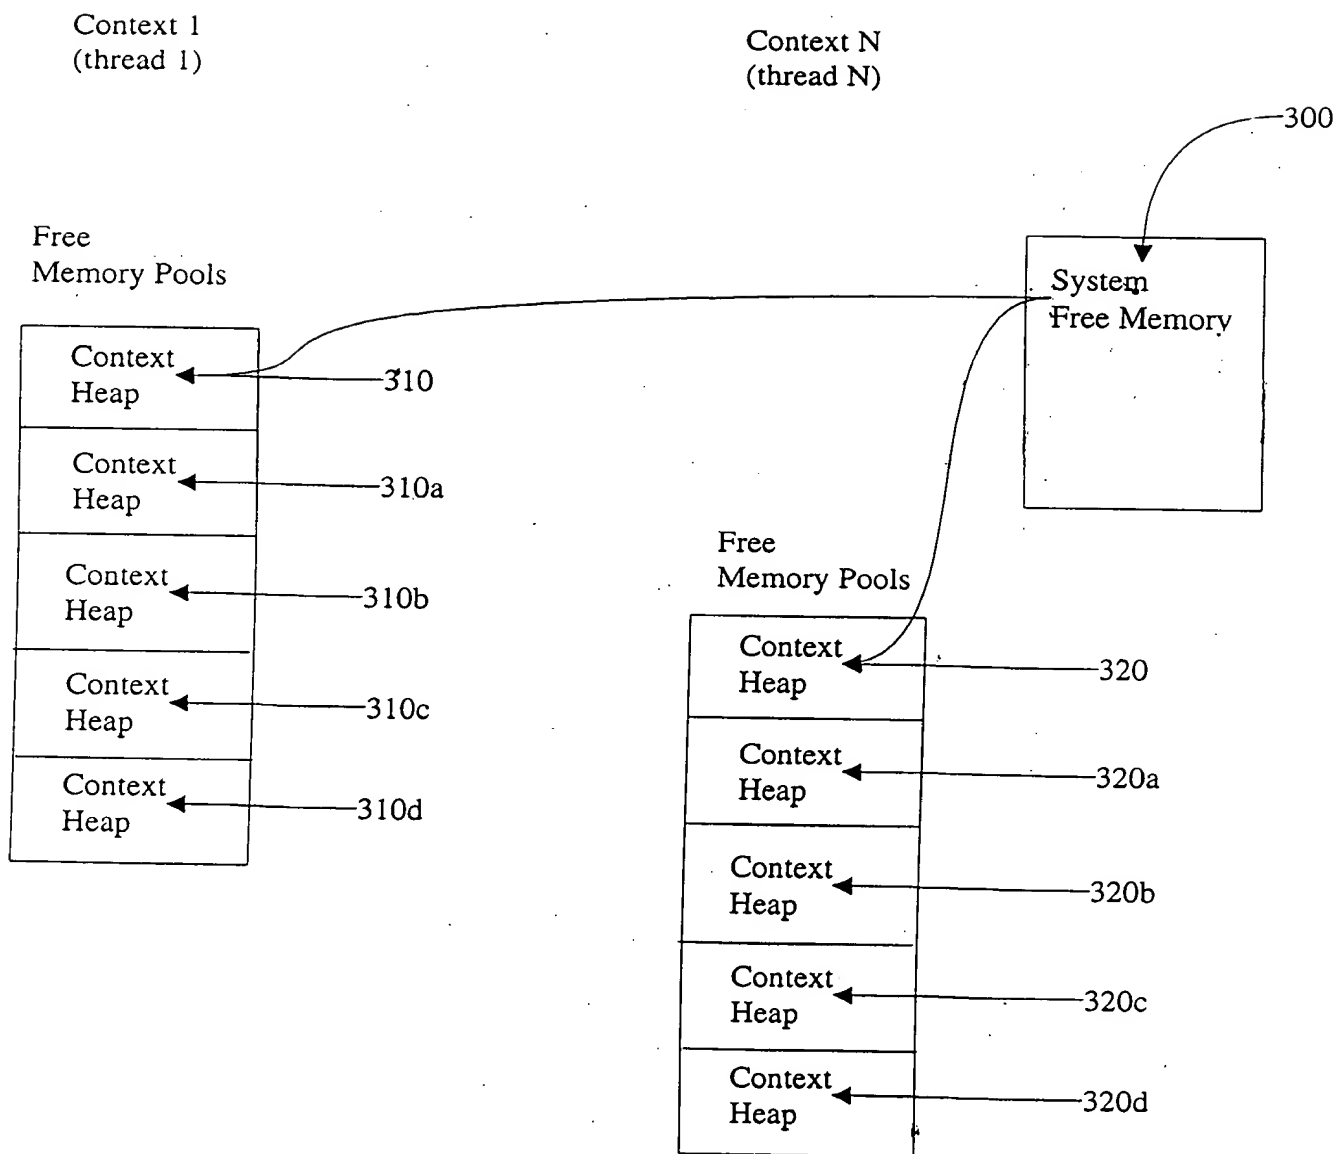 Context 1
(thread 1)
Context N
(thread N)
300
Free
Memory Pools
System
Free Memory
Context
Heap
310
Context
Heap
310a
Context
Heap
310b
Context
Heap
310c
Context
Heap
310d
Free
Memory Pools
Context
Heap
320
Context
Heap
320a
Context
Heap
320b
Context
Heap
320c
Context
Heap
320d